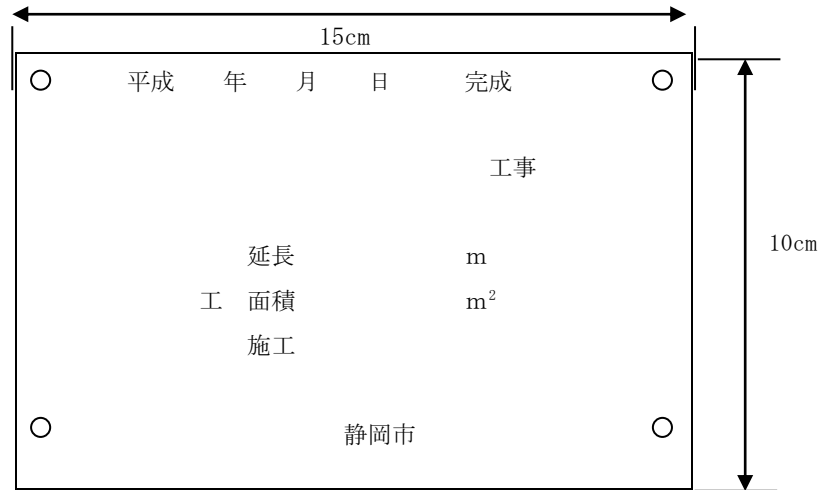 15cm
平成　年　月　日　完成
工事
10cm
延長　m
工　面積　m²
施工
静岡市